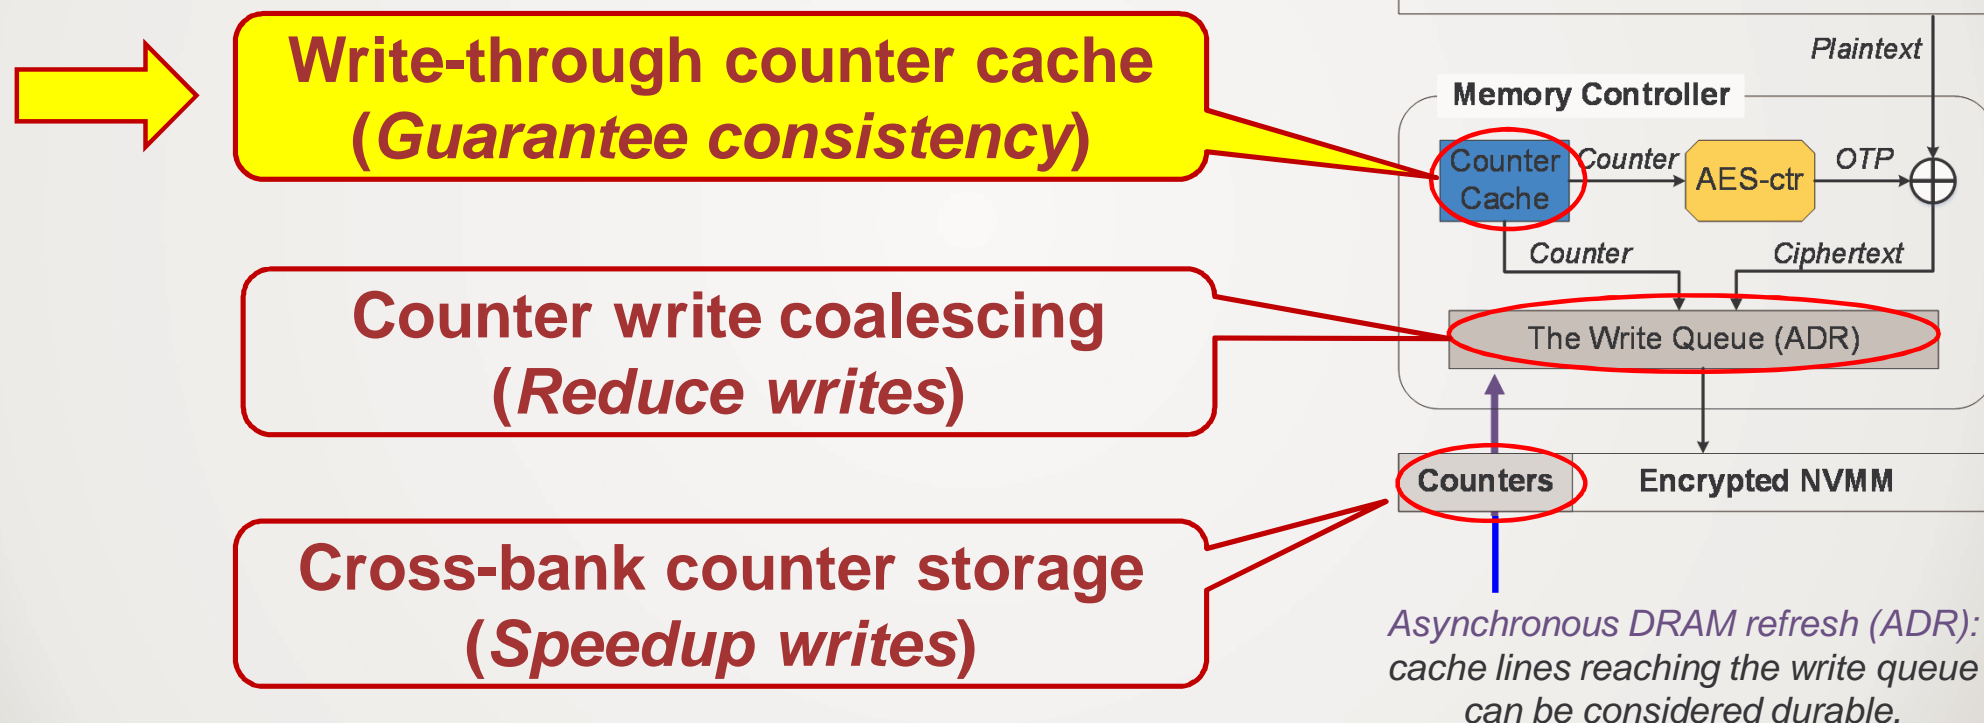 Write-through counter cache
(Guarantee consistency)
Counter write coalescing
(Reduce writes)
Cross-bank counter storage
(Speedup writes)
Plaintext
Memory Controller
Counter
Cache
Counter
AES-ctr
OTP
Counter
Ciphertext
The Write Queue (ADR)
Counters
Encrypted NVMM
Asynchronous DRAM refresh (ADR):
cache lines reaching the write queue
can be considered durable.